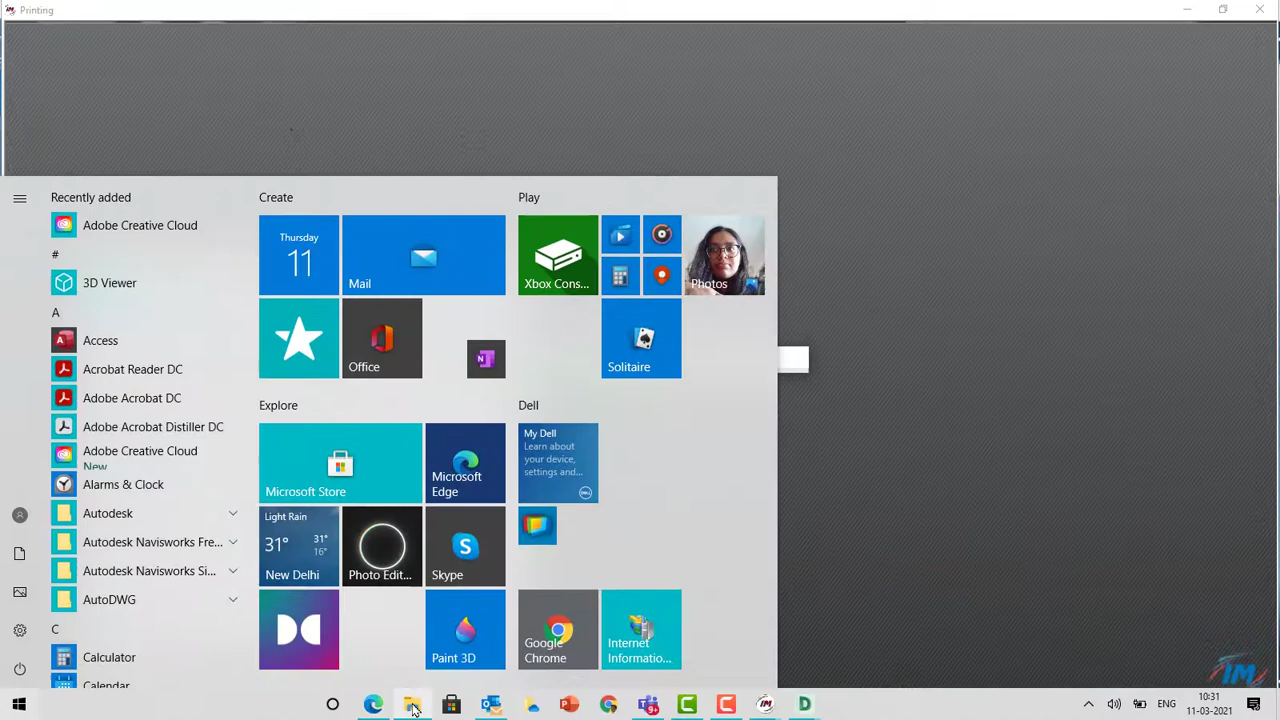 Printing
Recently added
Adobe Creative Cloud
#
3D Viewer
A
Access
Acrobat Reader DC
Adobe Acrobat DC
Adobe Acrobat Distiller DC
Adobe Creative Cloud
New
Alarms & Clock
Autodesk
Autodesk Navisworks Fre...
Autodesk Navisworks Si...
AutoDWG
C
Calculator
Calendar
Create
Thursday
11
Mail
Office
N
Explore
Microsoft Store
Microsoft
Edge
Light Rain
31°
31°
16°
New Delhi
Photo Edit...
Skype
Paint 3D
Play
Xbox Cons...
Photos
Solitaire
Dell
My Dell
Learn about
your device,
settings and...
DELL
Google
Chrome
Internet
Informatio...
IM
9+
ENG
10:31
11-03-2021